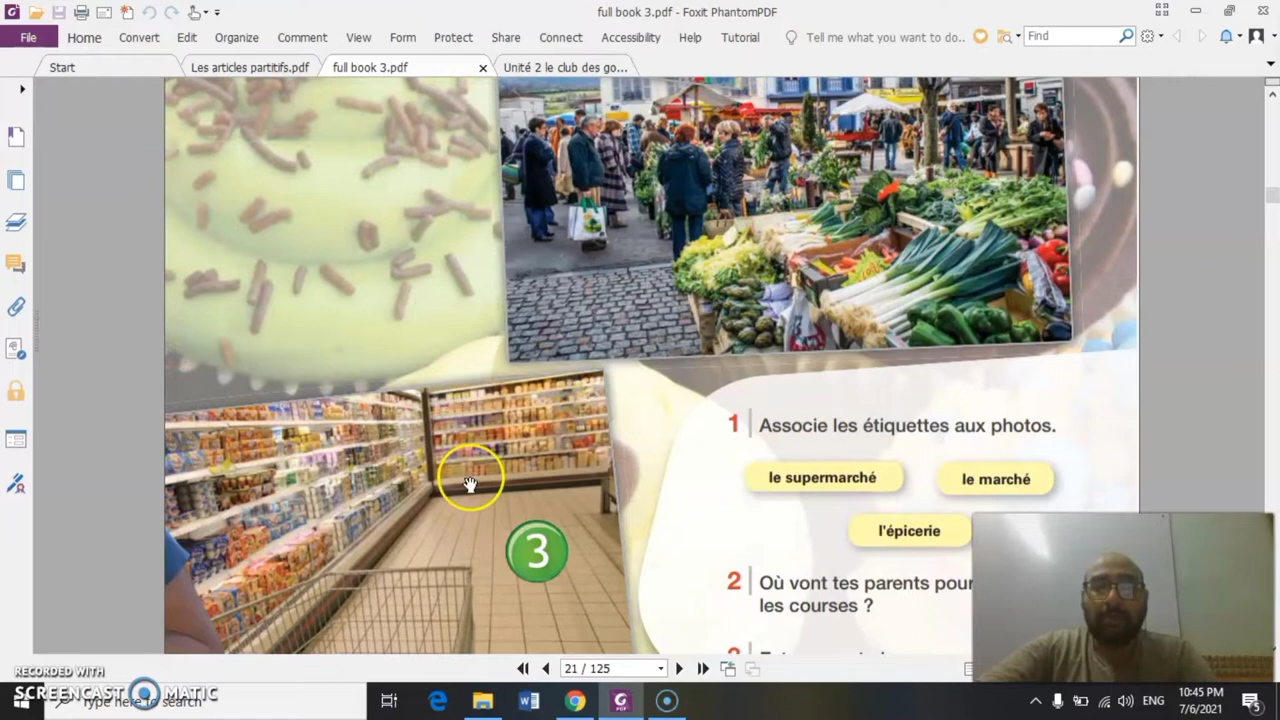 full book 3.pdf - Foxit PhantomPDF
File Home Convert Edit Organize Comment View Form Protect Share Connect Accessibility Help Tutorial Tell me what you want to do.. Find
Start Les articles partitifs.pdf full book 3.pdf Unité 2 le club des go...
1 Associe les étiquettes aux photos.
le supermarché le marché
l'épicerie
2 Où vont tes parents pour
les courses ?
3
21 / 125
RECORDED WITH
SCREENCAST MATIC
Type here to search
ENG
10:45 PM
7/6/2021
5